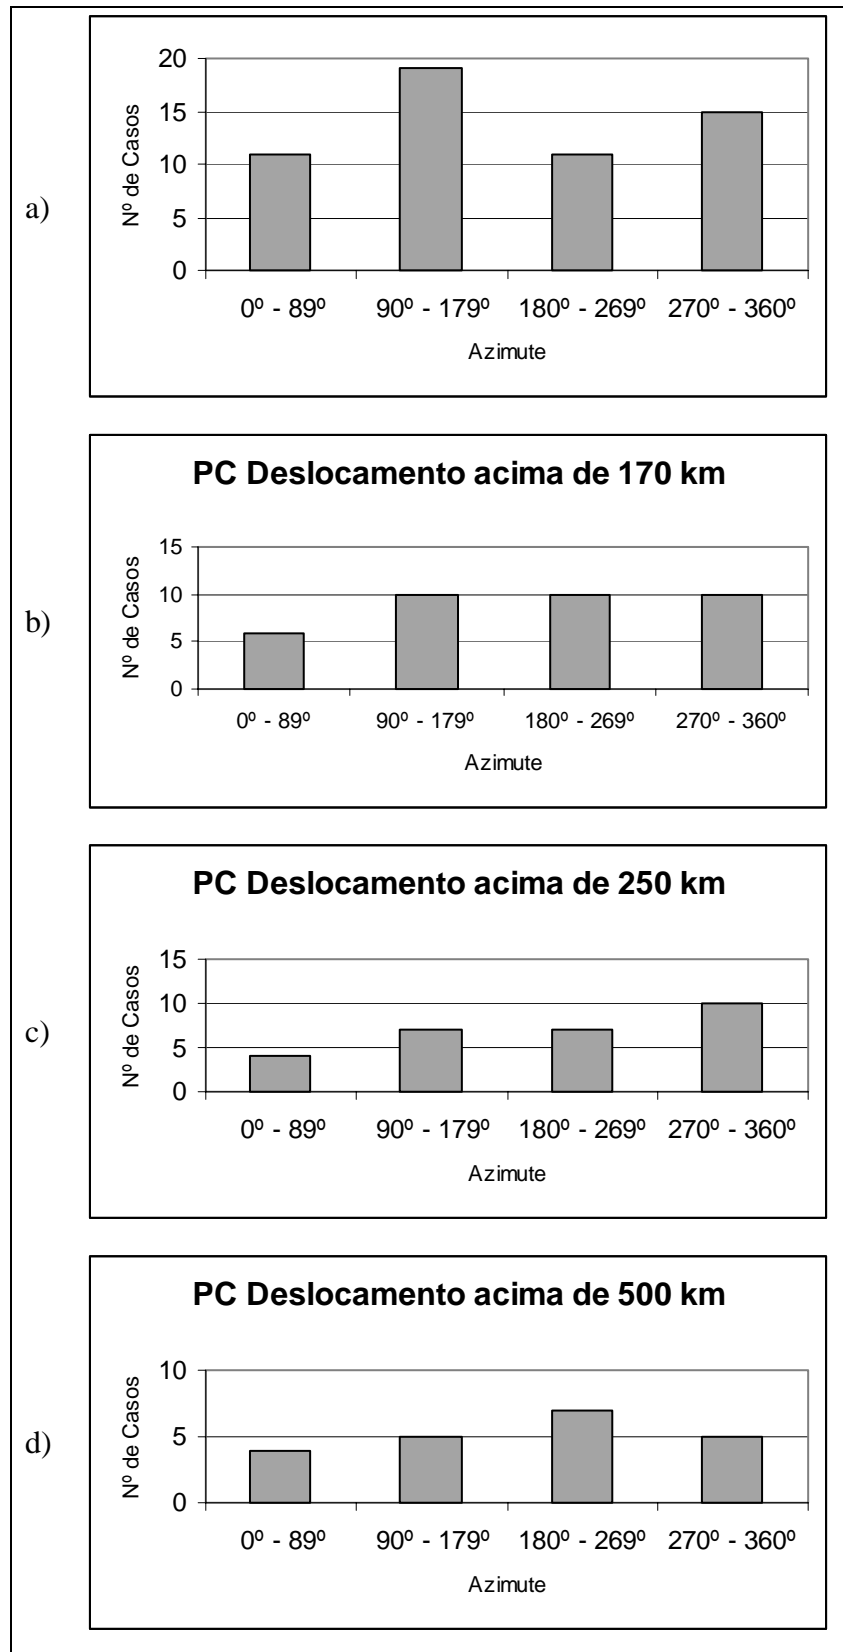 a)
Nº de Casos
20
15
10
5
0
0º - 89º 90º - 179º 180º - 269º 270º - 360º
Azimute
b)
PC Deslocamento acima de 170 km
Nº de Casos
15
10
5
0
0º - 89º 90º - 179º 180º - 269º 270º - 360º
Azimute
c)
PC Deslocamento acima de 250 km
Nº de Casos
15
10
5
0
0º - 89º 90º - 179º 180º - 269º 270º - 360º
Azimute
d)
PC Deslocamento acima de 500 km
Nº de Casos
10
5
0
0º - 89º 90º - 179º 180º - 269º 270º - 360º
Azimute